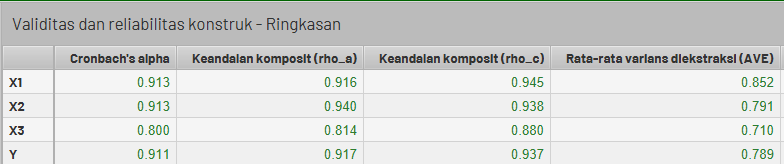 Validitas dan reliabilitas konstruk - Ringkasan
Cronbach's alpha Keandalan komposit (rho_a) Keandalan komposit (rho_c) Rata-rata varians diekstraksi (AVE)
X1 0.913 0.916 0.945 0.852
X2 0.913 0.940 0.938 0.791
X3 0.800 0.814 0.880 0.710
Y 0.911 0.917 0.937 0.789